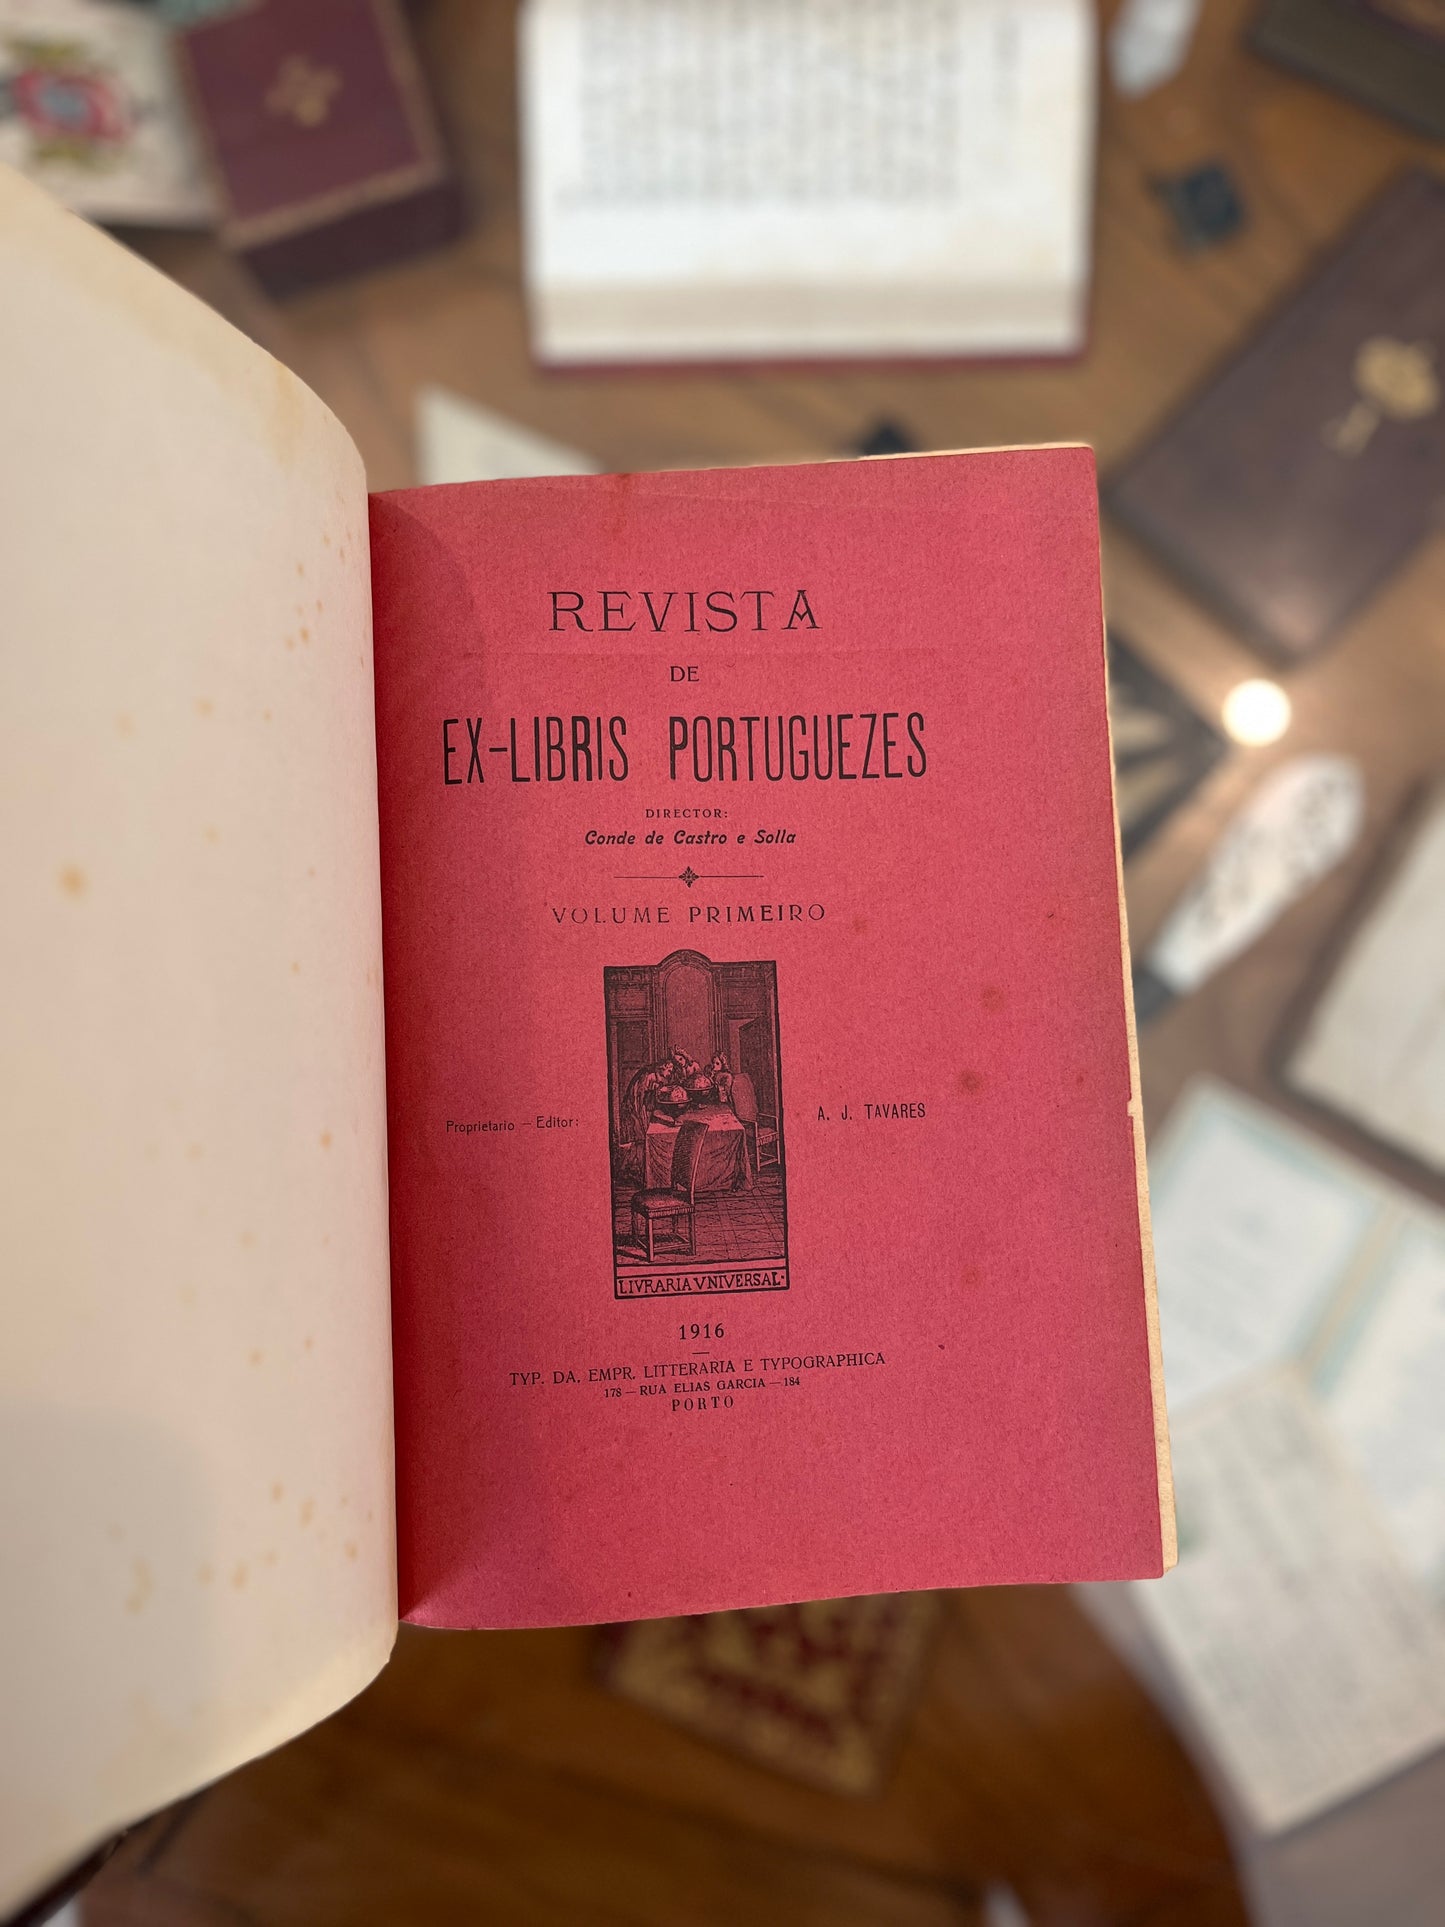 REVISTA
DE
EX-LIBRIS PORTUGUEZES
DIRECTOR:
Conde de Castro e Solla
VOLUME PRIMEIRO
Proprietario — Editor:
A. J. TAVARES
LIVRARIA VNIVERSAL·
1916
TYP. DA. EMPR. LITTERARIA E TYPOGRAPHICA
178 — RUA ELIAS GARCIA — 184
PORTO